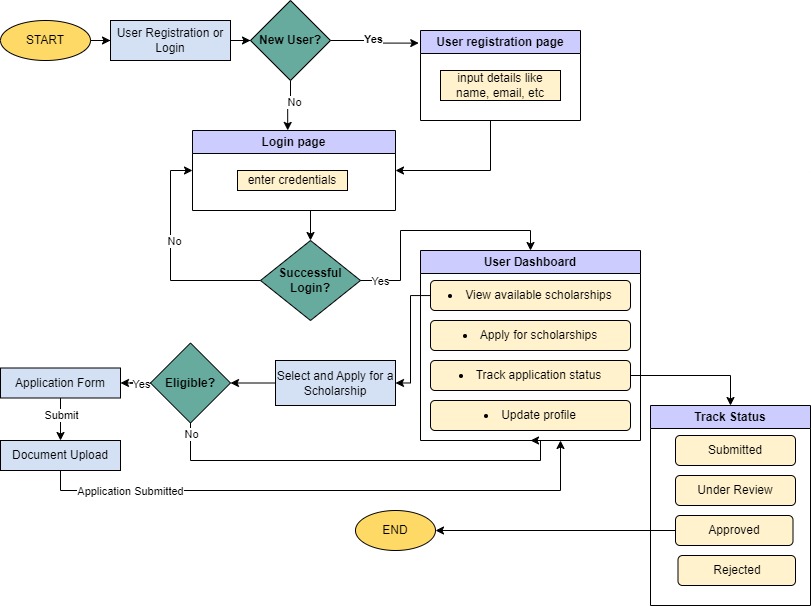 START
User Registration or
Login
New User?
Yes
User registration page
input details like
name, email, etc
No
Login page
enter credentials
No
Successful
Login?
Yes
User Dashboard
• View available scholarships
• Apply for scholarships
• Track application status
• Update profile
Select and Apply for a
Scholarship
Eligible?
Yes
Application Form
Submit
No
Document Upload
Application Submitted
Track Status
Submitted
Under Review
Approved
Rejected
END